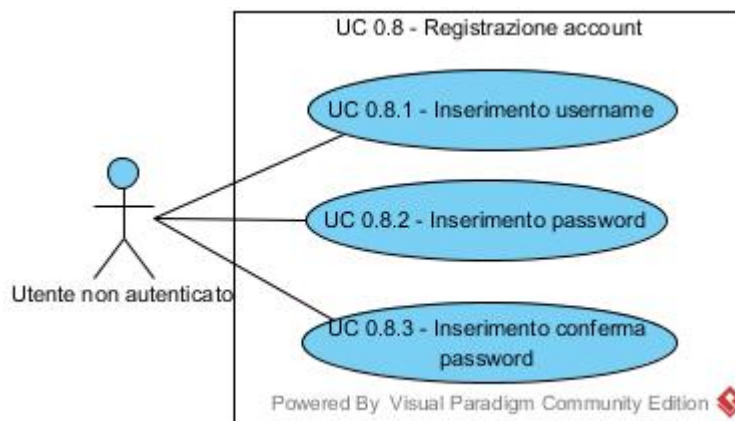 UC 0.8 - Registrazione account
UC 0.8.1 - Inserimento username
UC 0.8.2 - Inserimento password
Utente non autenticato
UC 0.8.3 - Inserimento conferma
password
Powered By Visual Paradigm Community Edition